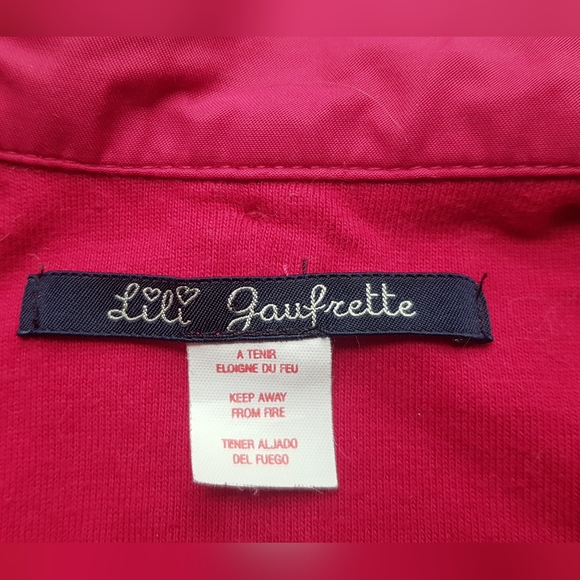 Lili Gaufrette
A TENIR
ELOIGNE DU FEU
KEEP AWAY
FROM FIRE
TENER ALJADO
DEL FUEGO